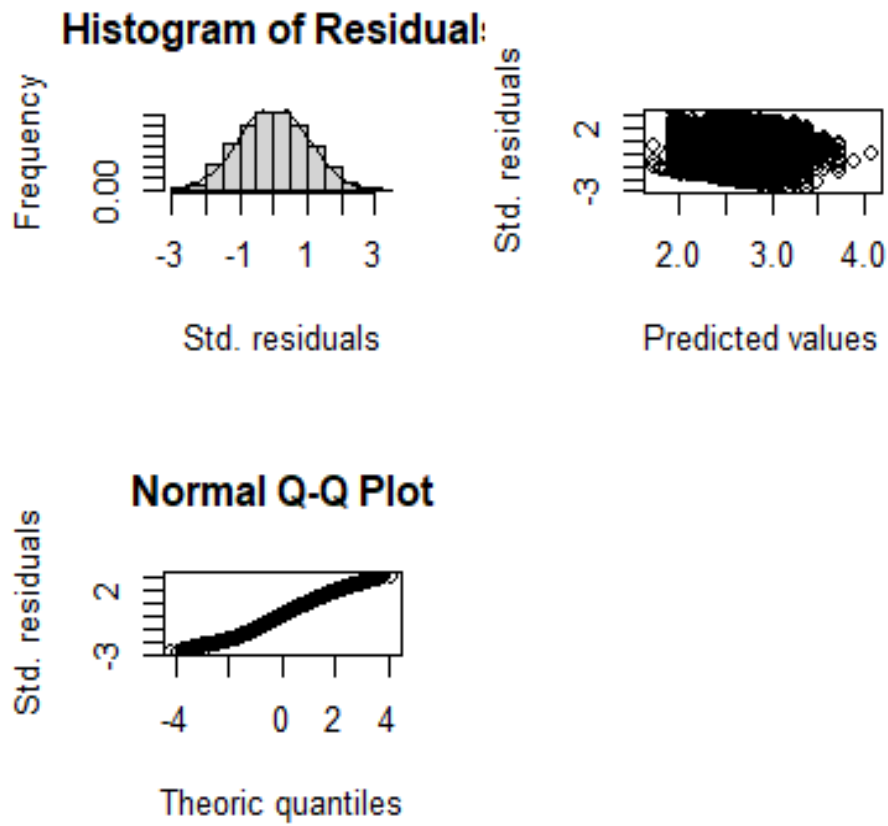 Histogram of Residuals
Frequency
0.00
-3 -1 1 3
Std. residuals
Std. residuals
-3 2
2.0 3.0 4.0
Predicted values
Normal Q-Q Plot
Std. residuals
-3 2
-4 0 2 4
Theoric quantiles